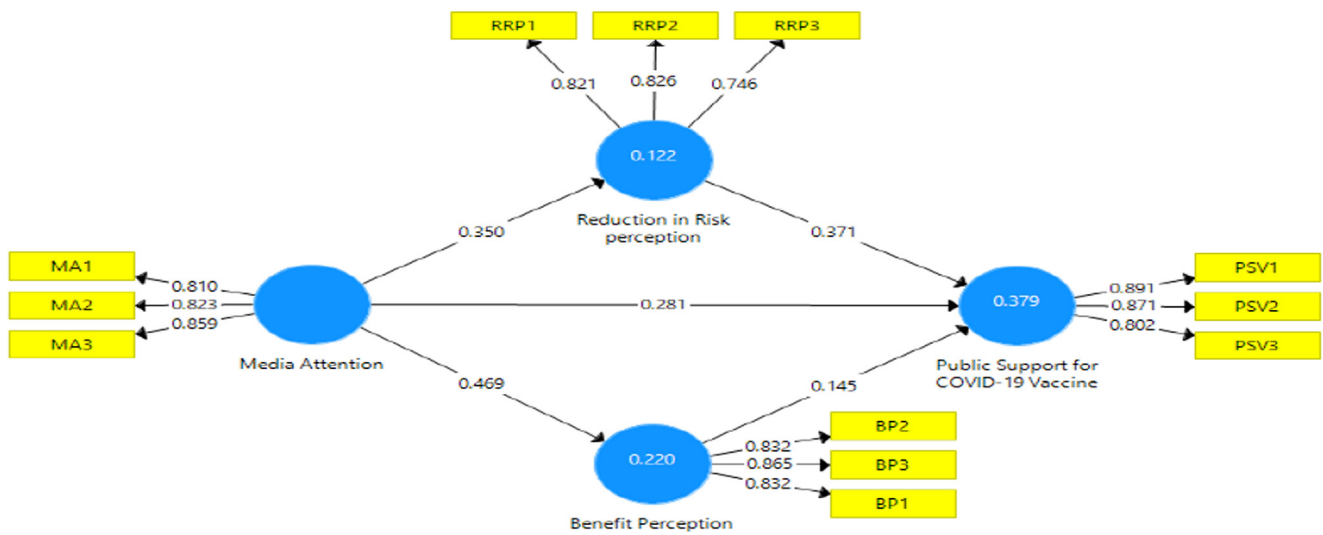 RRP1
RRP2
RRP3
0.821
0.826
0.746
0.122
Reduction in Risk
perception
0.350
0.371
MA1
MA2
MA3
0.810
0.823
0.859
Media Attention
0.281
0.379
Public Support for
COVID-19 Vaccine
0.891
0.871
0.802
PSV1
PSV2
PSV3
0.469
0.145
0.220
Benefit Perception
0.832
0.865
0.832
BP2
BP3
BP1